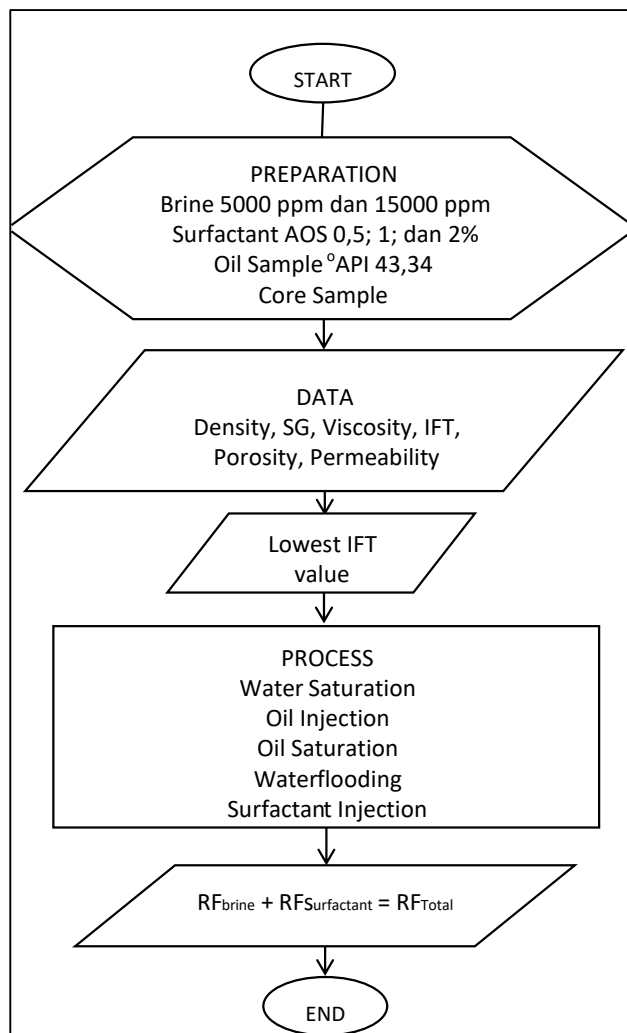 START
PREPARATION
Brine 5000 ppm dan 15000 ppm
Surfactant AOS 0,5; 1; dan 2%
Oil Sample °API 43,34
Core Sample
DATA
Density, SG, Viscosity, IFT,
Porosity, Permeability
Lowest IFT
value
PROCESS
Water Saturation
Oil Injection
Oil Saturation
Waterflooding
Surfactant Injection
RFbrine + RFSurfactant = RFTotal
END